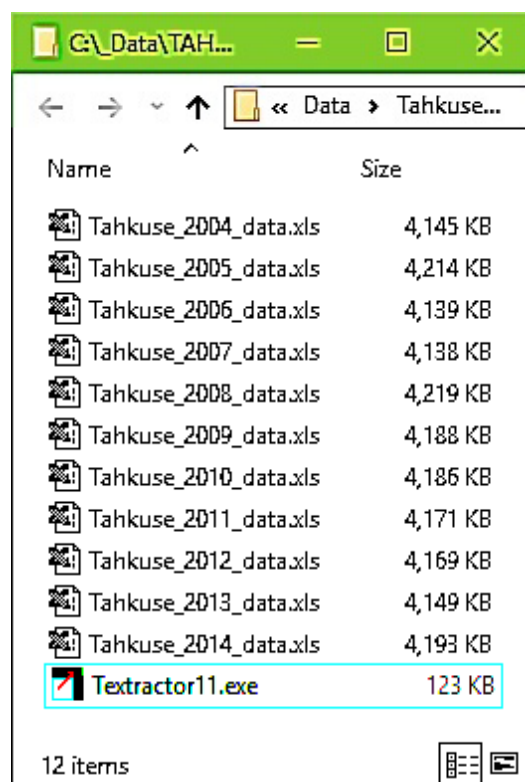 C:\_Data\TAH...
« Data > Tahkuse...
Name Size
Tahkuse_2004_data.xls 4,145 KB
Tahkuse_2005_data.xls 4,214 KB
Tahkuse_2006_data.xls 4,139 KB
Tahkuse_2007_data.xls 4,138 KB
Tahkuse_2008_data.xls 4,219 KB
Tahkuse_2009_data.xls 4,188 KB
Tahkuse_2010_data.xls 4,186 KB
Tahkuse_2011_data.xls 4,171 KB
Tahkuse_2012_data.xls 4,169 KB
Tahkuse_2013_data.xls 4,149 KB
Tahkuse_2014_data.xls 4,193 KB
Textractor11.exe 123 KB
12 items